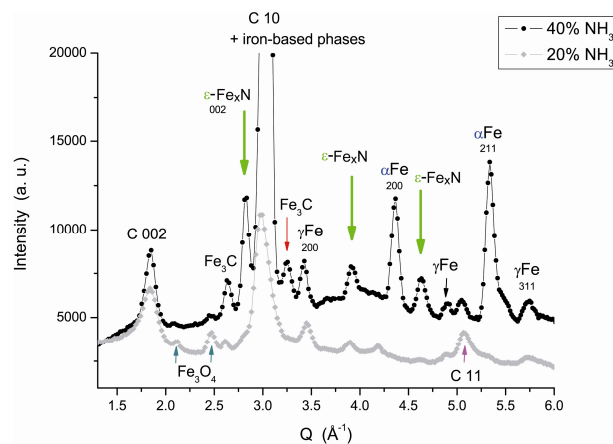 C 10
+ iron-based phases
40% NH₃
20% NH₃
ε-FeₓN
002
αFe
211
ε-FeₓN
αFe
200
ε-FeₓN
Fe₃C
γFe
200
C 002
Fe₃C
γFe
γFe
311
Fe₃O₄
C 11
20000
15000
10000
5000
0
Intensity (a. u.)
1.5 2.0 2.5 3.0 3.5 4.0 4.5 5.0 5.5 6.0
Q (Å⁻¹)